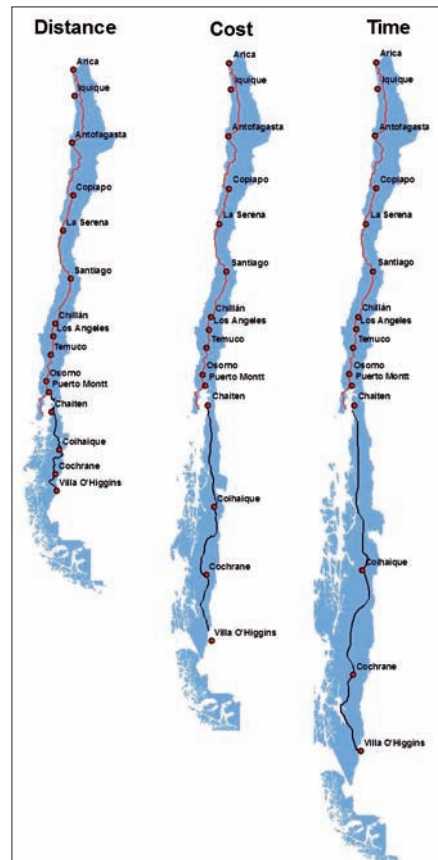 Distance
Cost
Time
Arica
Iquique
Antofagasta
Copiapo
La Serena
Santiago
Chillán
Los Angeles
Temuco
Osorno
Puerto Montt
Chaiten
Coihaique
Cochrane
Villa O'Higgins
Arica
Iquique
Antofagasta
Copiapo
La Serena
Santiago
Chillán
Los Angeles
Temuco
Osorno
Puerto Montt
Chaiten
Coihaique
Cochrane
Villa O'Higgins
Arica
Iquique
Antofagasta
Copiapo
La Serena
Santiago
Chillán
Los Angeles
Temuco
Osorno
Puerto Montt
Chaiten
Coihaique
Cochrane
Villa O'Higgins